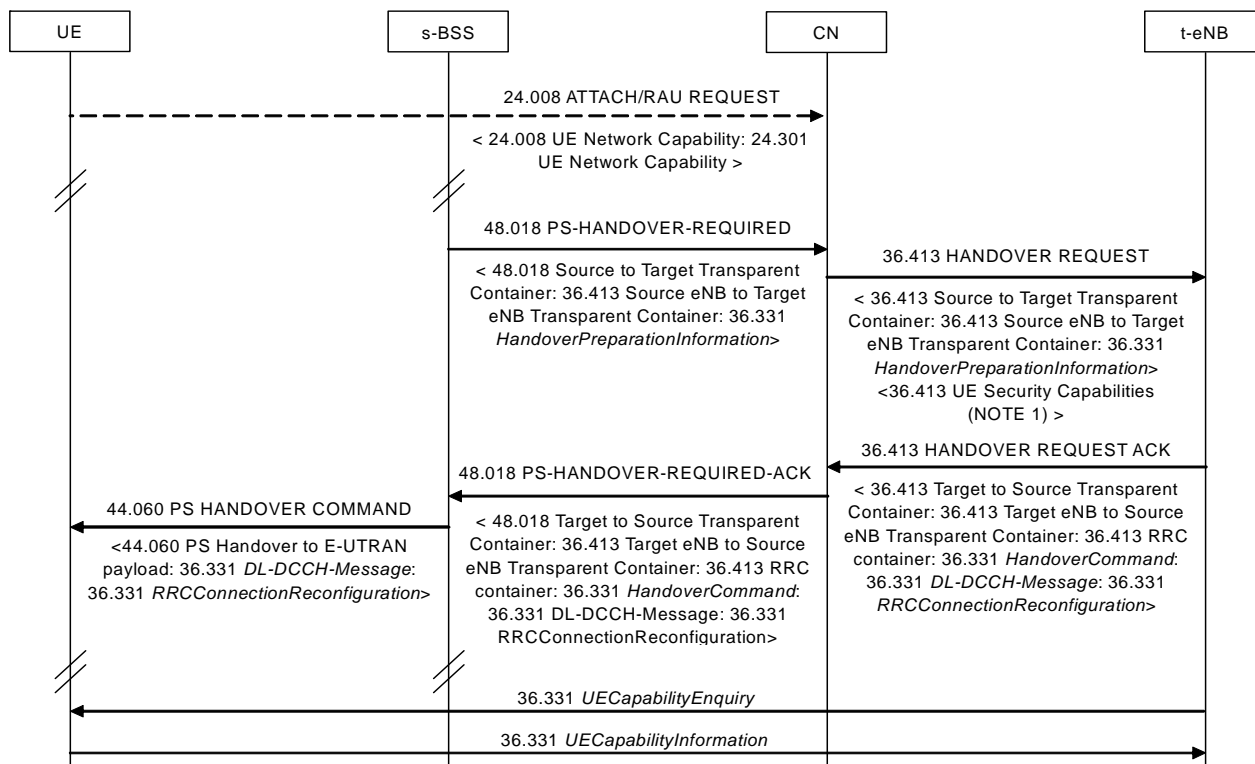 UE
s-BSS
CN
t-eNB
24.008 ATTACH/RAU REQUEST
< 24.008 UE Network Capability: 24.301
UE Network Capability >
48.018 PS-HANDOVER-REQUIRED
< 48.018 Source to Target Transparent
Container: 36.413 Source eNB to Target
eNB Transparent Container: 36.331
HandoverPreparationInformation>
36.413 HANDOVER REQUEST
< 36.413 Source to Target Transparent
Container: 36.413 Source eNB to Target
eNB Transparent Container: 36.331
HandoverPreparationInformation>
<36.413 UE Security Capabilities
(NOTE 1) >
36.413 HANDOVER REQUEST ACK
< 36.413 Target to Source Transparent
Container: 36.413 Target eNB to Source
eNB Transparent Container: 36.413 RRC
container: 36.331 HandoverCommand:
36.331 DL-DCCH-Message: 36.331
RRCConnectionReconfiguration>
48.018 PS-HANDOVER-REQUIRED-ACK
< 48.018 Target to Source Transparent
Container: 36.413 Target eNB to Source
eNB Transparent Container: 36.413 RRC
container: 36.331 HandoverCommand:
36.331 DL-DCCH-Message: 36.331
RRCConnectionReconfiguration>
44.060 PS HANDOVER COMMAND
<44.060 PS Handover to E-UTRAN
payload: 36.331 DL-DCCH-Message:
36.331 RRCConnectionReconfiguration>
36.331 UECapabilityEnquiry
36.331 UECapabilityInformation